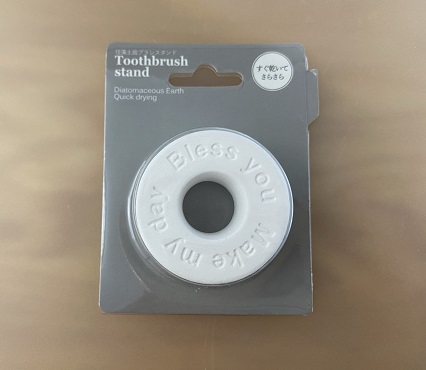 珪藻土歯ブラシスタンド
Toothbrush
stand
Diatomaceous Earth
Quick drying
すぐ乾いて
さらさら
Bless you
Make my day